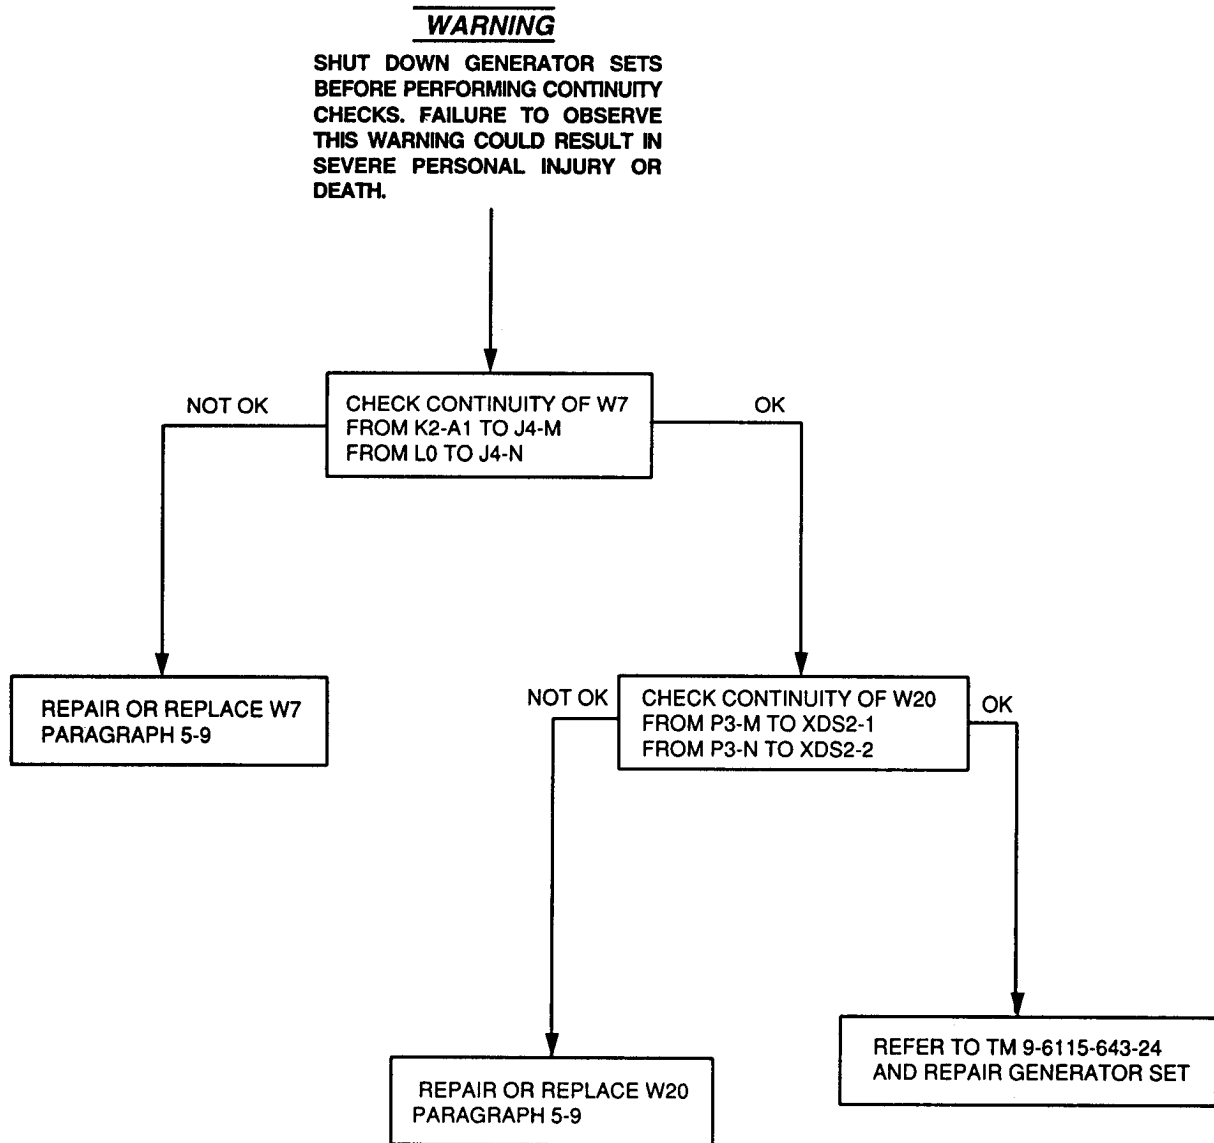 WARNING
SHUT DOWN GENERATOR SETS
BEFORE PERFORMING CONTINUITY
CHECKS. FAILURE TO OBSERVE
THIS WARNING COULD RESULT IN
SEVERE PERSONAL INJURY OR
DEATH.
NOT OK
CHECK CONTINUITY OF W7
FROM K2-A1 TO J4-M
FROM L0 TO J4-N
OK
REPAIR OR REPLACE W7
PARAGRAPH 5-9
NOT OK
CHECK CONTINUITY OF W20
FROM P3-M TO XDS2-1
FROM P3-N TO XDS2-2
OK
REPAIR OR REPLACE W20
PARAGRAPH 5-9
REFER TO TM 9-6115-643-24
AND REPAIR GENERATOR SET